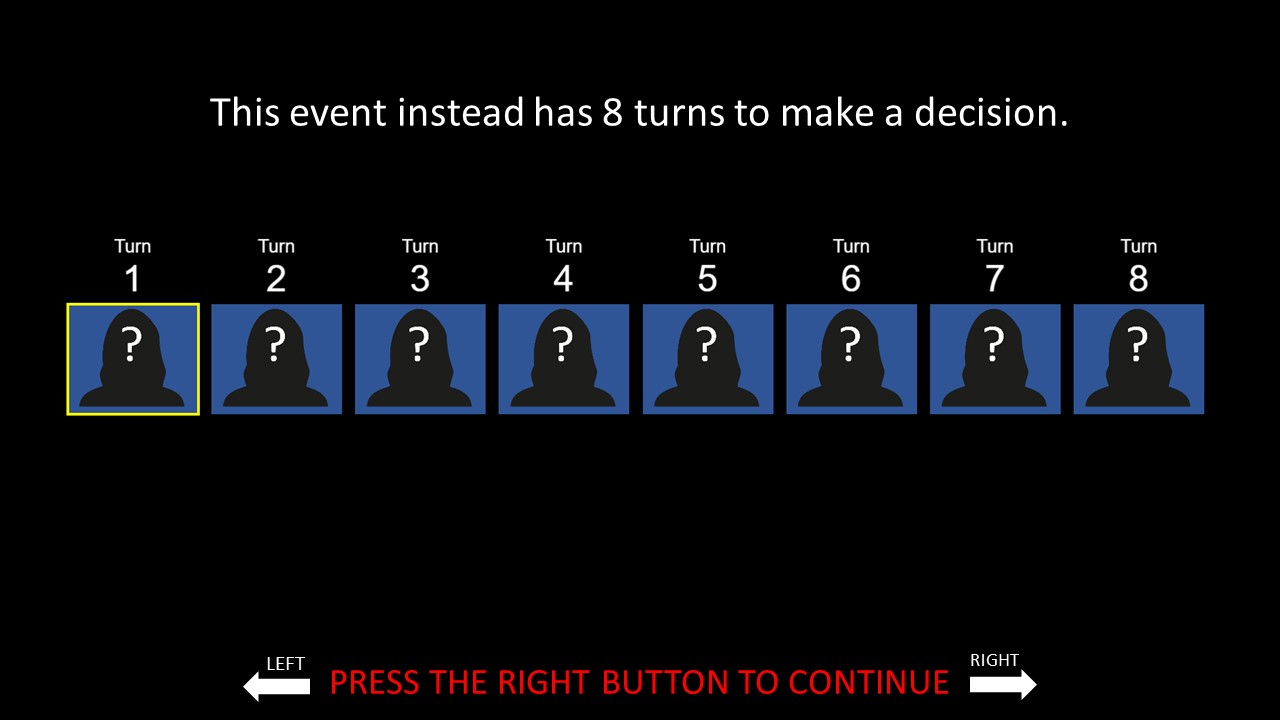 This event instead has 8 turns to make a decision.
Turn Turn Turn Turn Turn Turn Turn Turn
1 2 3 4 5 6 7 8
? ? ? ? ? ? ? ?
LEFT PRESS THE RIGHT BUTTON TO CONTINUE RIGHT